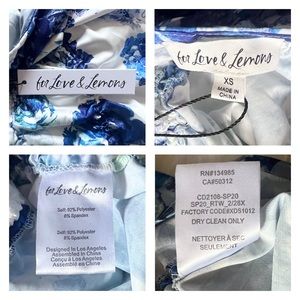 for Love & Lemons
for Love & Lemons
XS
MADE IN
CHINA
for Love & Lemons
Self: 92% Polyester
8% Spandex
2self: 92% Polyester
8% Spandex
Designed in Los Angeles
Assembled in China
Conçu à Los Angeles
Assemblé en Chine
RN#134985
CA#50312
CD2108-SP20
SP20_RTW_2/28X
FACTORY CODE#XDS1012
DRY CLEAN ONLY
NETTOYER À SEC
SEULEMENT